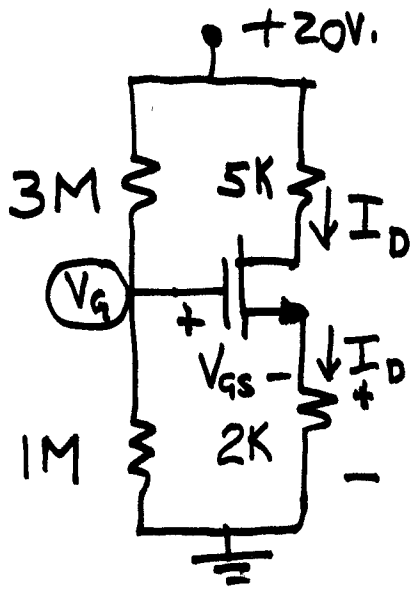 +20V.
3M
5K
I_D
V_G
+
V_GS -
I_D
+
1M
2K
-